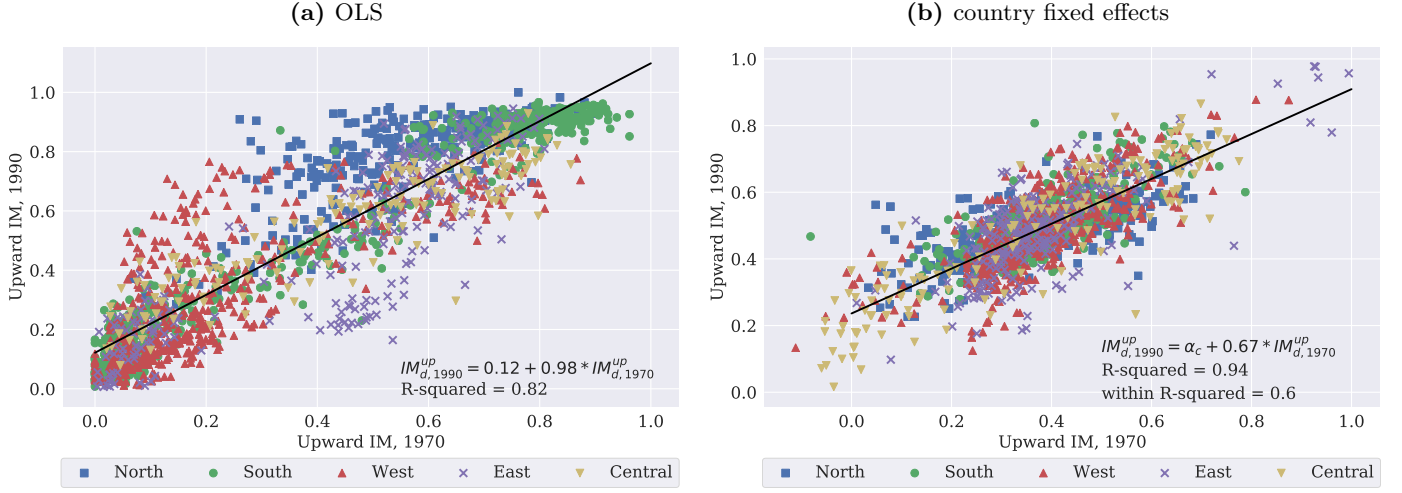 (a) OLS
Upward IM, 1990
1.0
0.8
0.6
0.4
0.2
0.0
IM^{up}_{d,1990} = 0.12 + 0.98 * IM^{up}_{d,1970}
R-squared = 0.82
0.0 0.2 0.4 0.6 0.8 1.0
Upward IM, 1970
North South West East Central
(b) country fixed effects
Upward IM, 1990
1.0
0.8
0.6
0.4
0.2
0.0
IM^{up}_{d,1990} = α_c + 0.67 * IM^{up}_{d,1970}
R-squared = 0.94
within R-squared = 0.6
0.0 0.2 0.4 0.6 0.8 1.0
Upward IM, 1970
North South West East Central